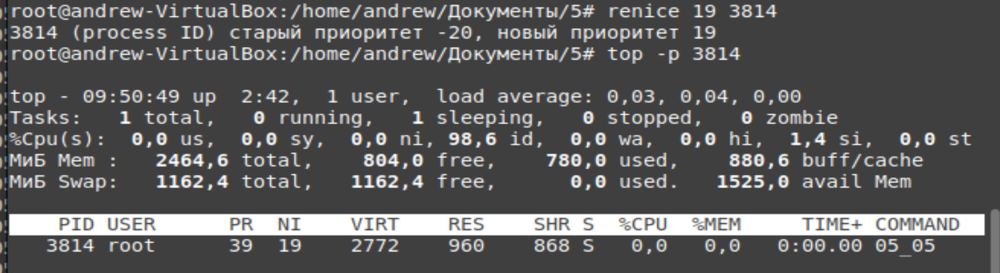 root@andrew-VirtualBox:/home/andrew/Документы/5# renice 19 3814
3814 (process ID) старый приоритет -20, новый приоритет 19
root@andrew-VirtualBox:/home/andrew/Документы/5# top -p 3814
top - 09:50:49 up  2:42,  1 user,  load average: 0,03, 0,04, 0,00
Tasks:   1 total,   0 running,   1 sleeping,   0 stopped,   0 zombie
%Cpu(s):  0,0 us,  0,0 sy,  0,0 ni, 98,6 id,  0,0 wa,  0,0 hi,  1,4 si,  0,0 st
МиБ Mem :   2464,6 total,    804,0 free,    780,0 used,    880,6 buff/cache
МиБ Swap:   1162,4 total,   1162,4 free,      0,0 used.   1525,0 avail Mem
PID USER      PR  NI    VIRT    RES    SHR S  %CPU  %MEM     TIME+ COMMAND
3814 root      39  19    2772    960    868 S   0,0   0,0   0:00.00 05_05